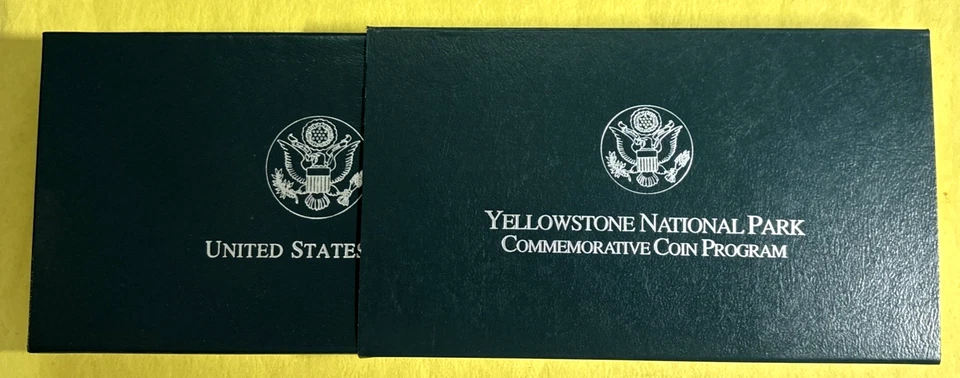 UNITED STATES
YELLOWSTONE NATIONAL PARK
COMMEMORATIVE COIN PROGRAM